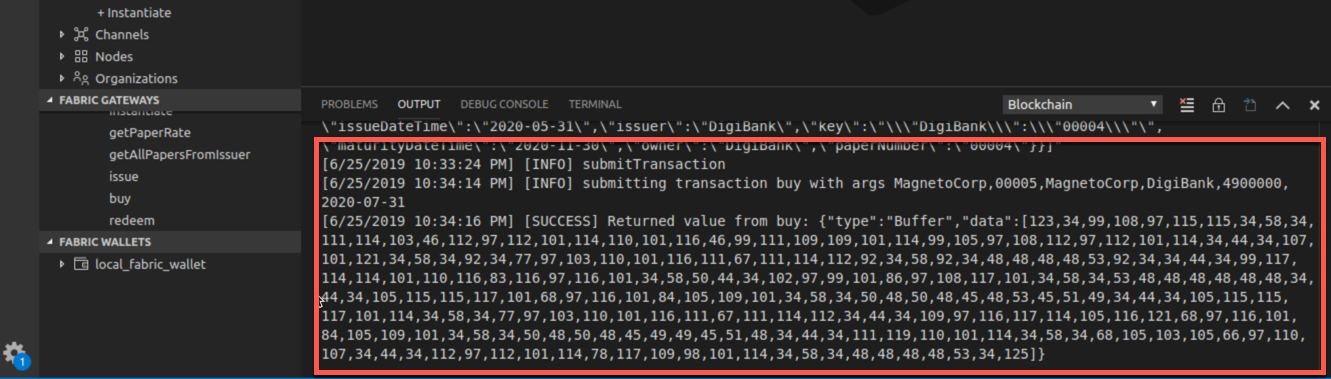 + Instantiate
Channels
Nodes
Organizations
FABRIC GATEWAYS
instantiate
getPaperRate
getAllPapersFromIssuer
issue
buy
redeem
FABRIC WALLETS
local_fabric_wallet
1
PROBLEMS OUTPUT DEBUG CONSOLE TERMINAL Blockchain
\"issueDateTime\":\"2020-05-31\",\"issuer\":\"DigiBank\",\"key\":\"\\\"DigiBank\\\":\\\"00004\\\"\",
\"maturityDateTime\":\"2020-11-30\",\"owner\":\"DigiBank\",\"paperNumber\":\"00004\"}}]"
[6/25/2019 10:33:24 PM] [INFO] submitTransaction
[6/25/2019 10:34:14 PM] [INFO] submitting transaction buy with args MagnetoCorp,00005,MagnetoCorp,DigiBank,4900000,
2020-07-31
[6/25/2019 10:34:16 PM] [SUCCESS] Returned value from buy: {"type":"Buffer","data":[123,34,99,108,97,115,115,34,58,34,
111,114,103,46,112,97,112,101,114,110,101,116,46,99,111,109,109,101,114,99,105,97,108,112,97,112,101,114,34,44,34,107,
101,121,34,58,34,92,34,77,97,103,110,101,116,111,67,111,114,112,92,34,58,92,34,48,48,48,48,53,92,34,34,44,34,99,117,
114,114,101,110,116,83,116,97,116,101,34,58,50,44,34,102,97,99,101,86,97,108,117,101,34,58,34,53,48,48,48,48,48,48,34,
44,34,105,115,115,117,101,68,97,116,101,84,105,109,101,34,58,34,50,48,50,48,45,48,53,45,51,49,34,44,34,105,115,115,
117,101,114,34,58,34,77,97,103,110,101,116,111,67,111,114,112,34,44,34,109,97,116,117,114,105,116,121,68,97,116,101,
84,105,109,101,34,58,34,50,48,50,48,45,49,49,45,51,48,34,44,34,111,119,110,101,114,34,58,34,68,105,103,105,66,97,110,
107,34,44,34,112,97,112,101,114,78,117,109,98,101,114,34,58,34,48,48,48,48,53,34,125]}